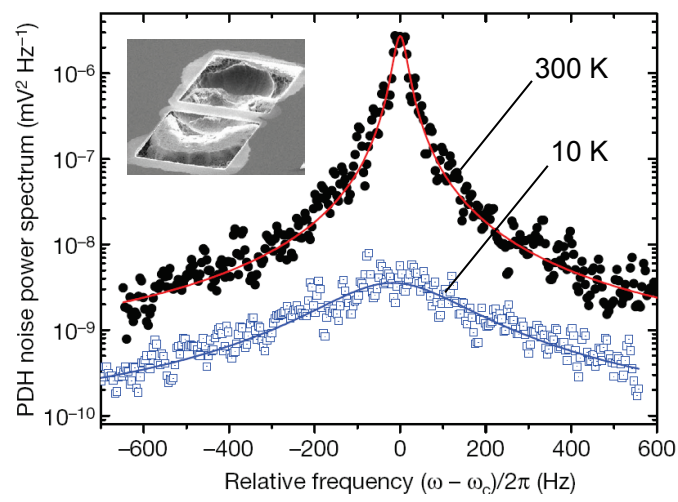 PDH noise power spectrum (mV² Hz⁻¹)
10⁻⁶
10⁻⁷
10⁻⁸
10⁻⁹
10⁻¹⁰
300 K
10 K
−600 −400 −200 0 200 400 600
Relative frequency (ω − ω_c)/2π (Hz)